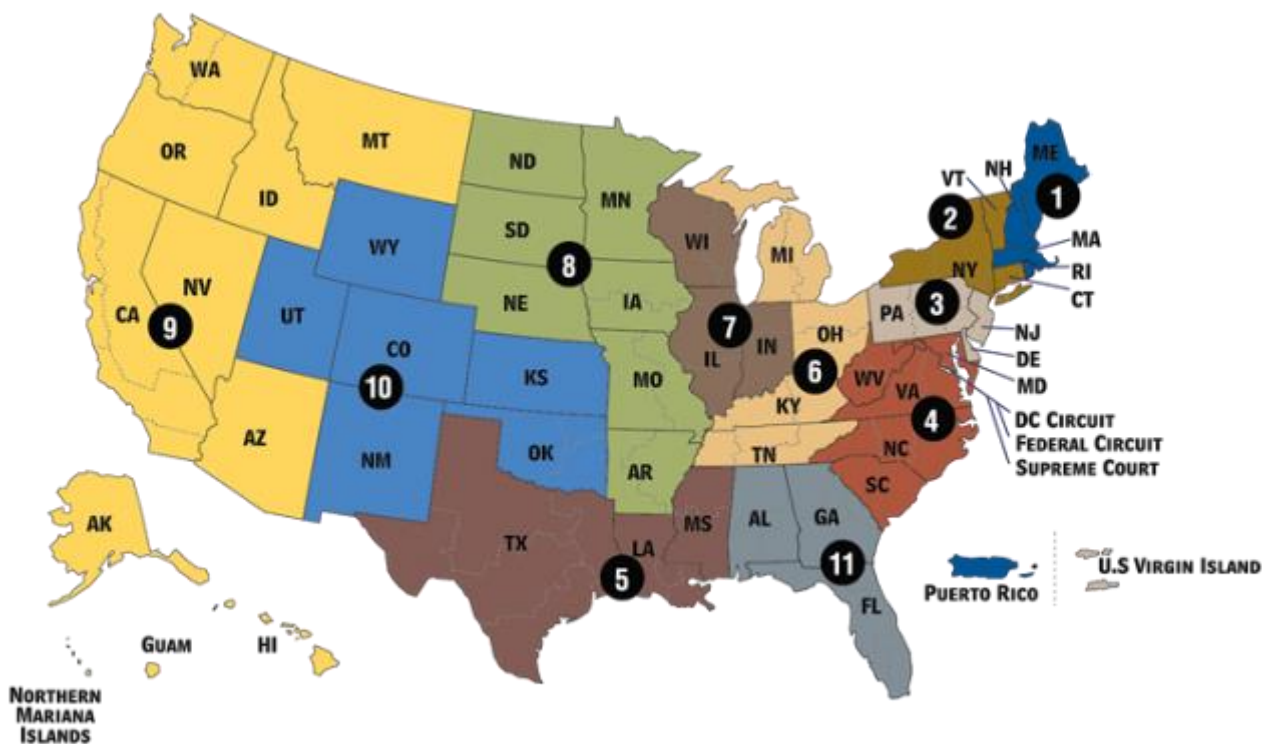 WA
MT
OR
ID
ND
MN
SD
WY
NE
IA
8
WI
MI
VT
NH
ME
1
2
NY
MA
RI
CT
3
PA
NJ
DE
MD
NV
CA
9
UT
CO
10
KS
MO
7
IL
IN
OH
6
WV
VA
KY
4
DC CIRCUIT
FEDERAL CIRCUIT
SUPREME COURT
AZ
NM
OK
AR
TN
NC
SC
TX
LA
5
MS
AL
GA
11
FL
AK
GUAM
HI
NORTHERN
MARIANA
ISLANDS
PUERTO RICO
U.S VIRGIN ISLAND